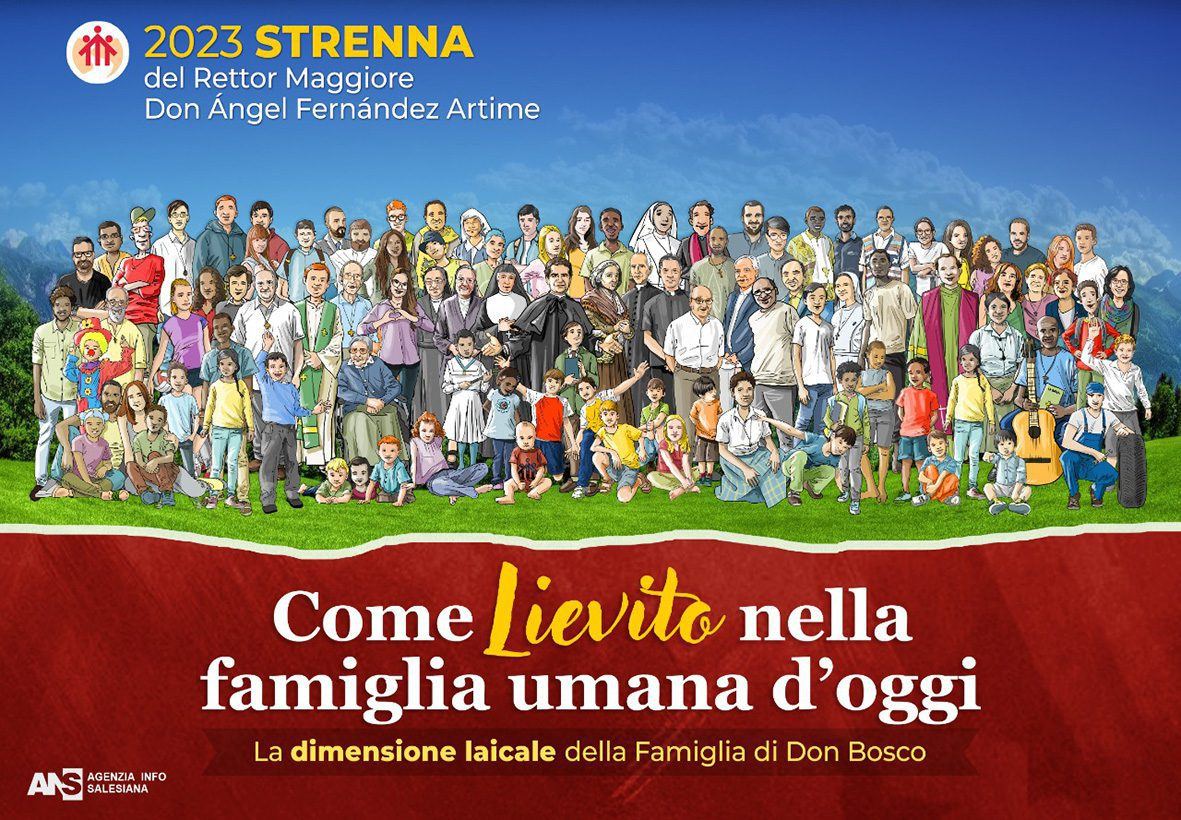 2023 STRENNA
del Rettor Maggiore
Don Ángel Fernández Artime
Come Lievito nella
famiglia umana d'oggi
La dimensione laicale della Famiglia di Don Bosco
ANS AGENZIA INFO
SALESIANA